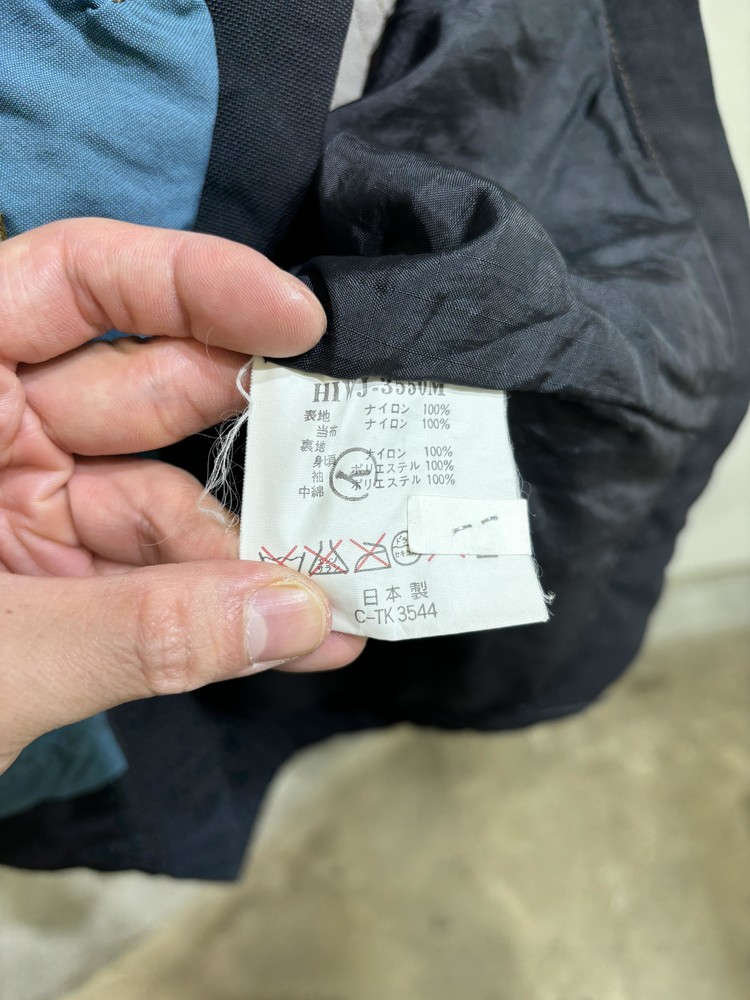 HIVJ-3550M
表地 ナイロン 100%
当布 ナイロン 100%
裏地
身頃 ナイロン 100%
袖 ポリエステル 100%
中綿 ポリエステル 100%
日本製
C-TK 3544